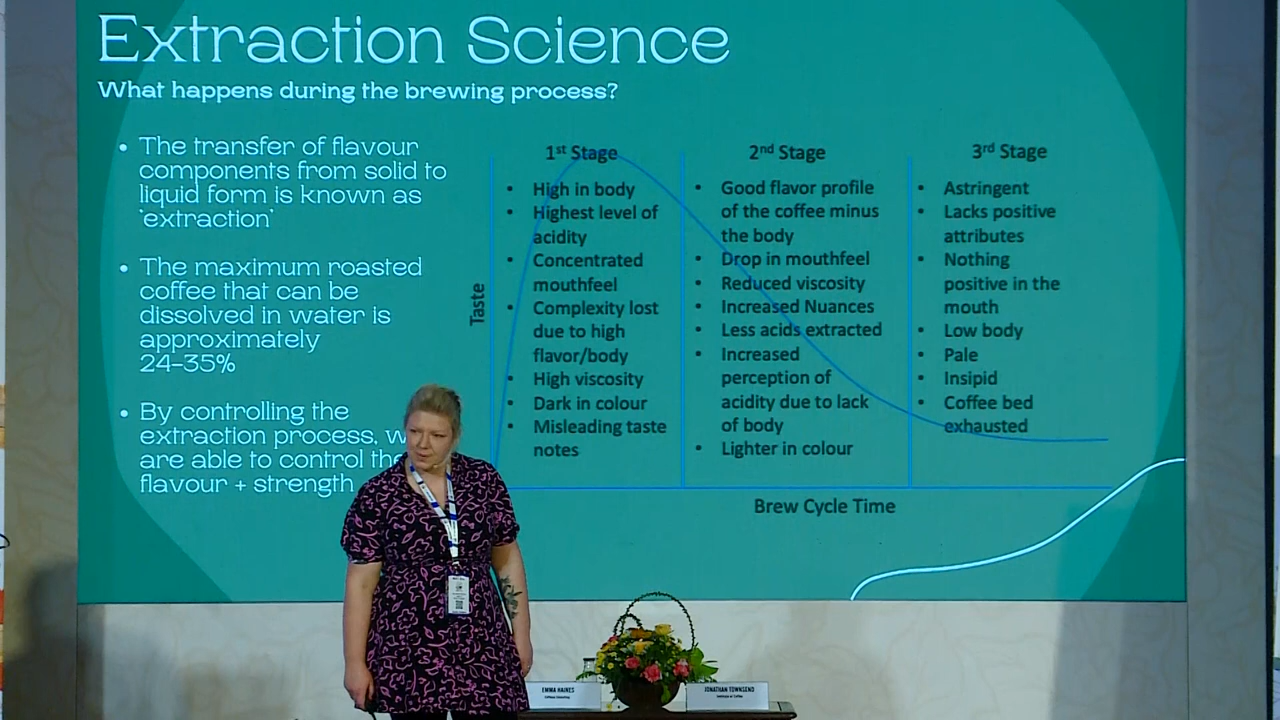 Extraction Science
What happens during the brewing process?
• The transfer of flavour
components from solid to
liquid form is known as
‘extraction’
• The maximum roasted
coffee that can be
dissolved in water is
approximately
24-35%
• By controlling the
extraction process, w
are able to control the
flavour + strength
Taste
1st Stage
• High in body
• Highest level of
acidity
• Concentrated
mouthfeel
• Complexity lost
due to high
flavor/body
• High viscosity
• Dark in colour
• Misleading taste
notes
2nd Stage
• Good flavor profile
of the coffee minus
the body
• Drop in mouthfeel
• Reduced viscosity
• Increased Nuances
• Less acids extracted
• Increased
perception of
acidity due to lack
of body
• Lighter in colour
3rd Stage
• Astringent
• Lacks positive
attributes
• Nothing
positive in the
mouth
• Low body
• Pale
• Insipid
• Coffee bed
exhausted
Brew Cycle Time
EMMA HAINES
JONATHAN TOWNSEND